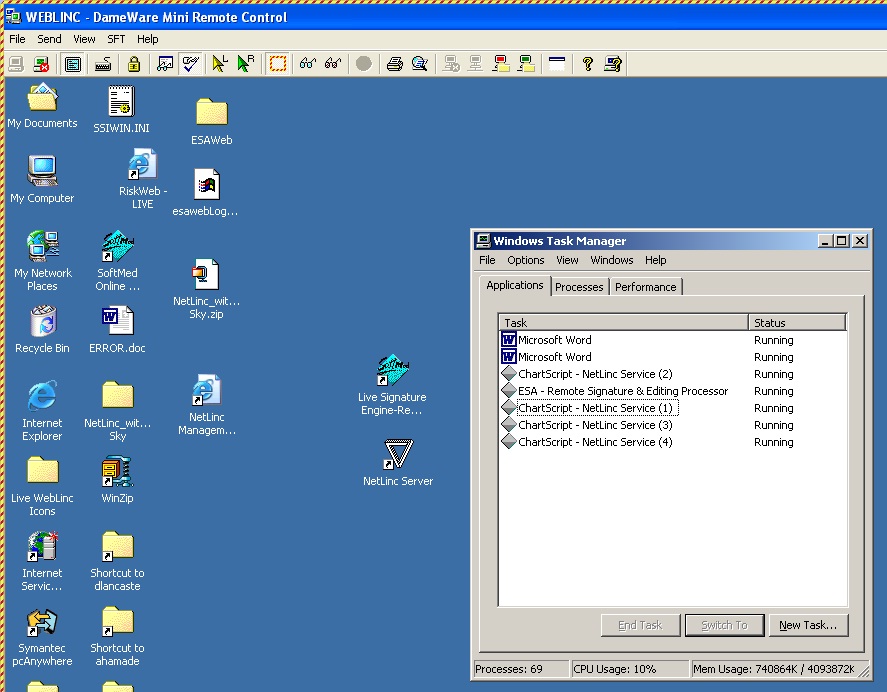 WEBLINC - DameWare Mini Remote Control
File Send View SFT Help
My Documents
SSIWIN.INI
ESAWeb
My Computer
RiskWeb -
LIVE
esawebLog...
My Network
Places
SoftMed
Online ...
NetLinc_wit...
Sky.zip
Recycle Bin
ERROR.doc
Internet
Explorer
NetLinc_wit...
Sky
NetLinc
Managem...
SoftMed
Live Signature
Engine-Re...
NetLinc Server
Live WebLinc
Icons
WinZip
Internet
Servic...
Shortcut to
dlancaste
Symantec
pcAnywhere
Shortcut to
ahamade
Windows Task Manager
File Options View Windows Help
Applications Processes Performance
Task Status
Microsoft Word Running
Microsoft Word Running
ChartScript - NetLinc Service (2) Running
ESA - Remote Signature & Editing Processor Running
ChartScript - NetLinc Service (1) Running
ChartScript - NetLinc Service (3) Running
ChartScript - NetLinc Service (4) Running
End Task Switch To New Task...
Processes: 69 CPU Usage: 10% Mem Usage: 740864K / 4093872K